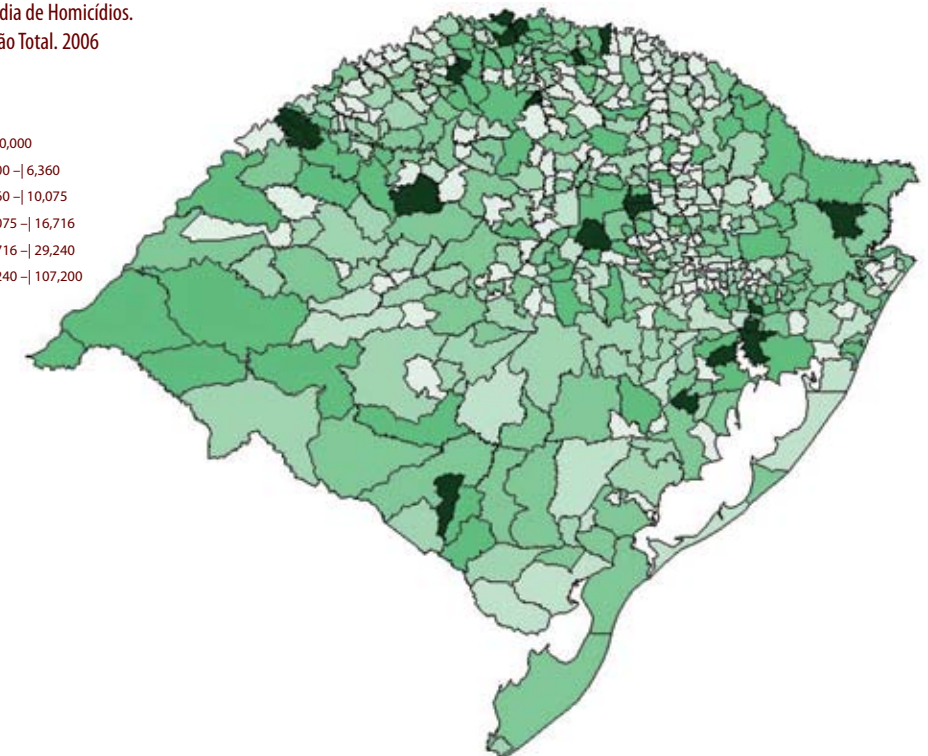 dia de Homicídios.
ão Total. 2006
0,000
00 –| 6,360
60 –| 10,075
075 –| 16,716
716 –| 29,240
240 –| 107,200